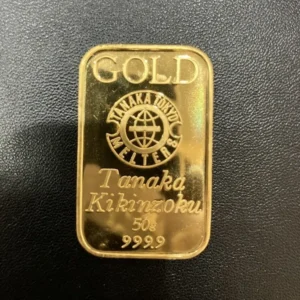 GOLD
TANAKA TOKYO
MELTERS
Tanaka
Kikinzoku
50g
999.9